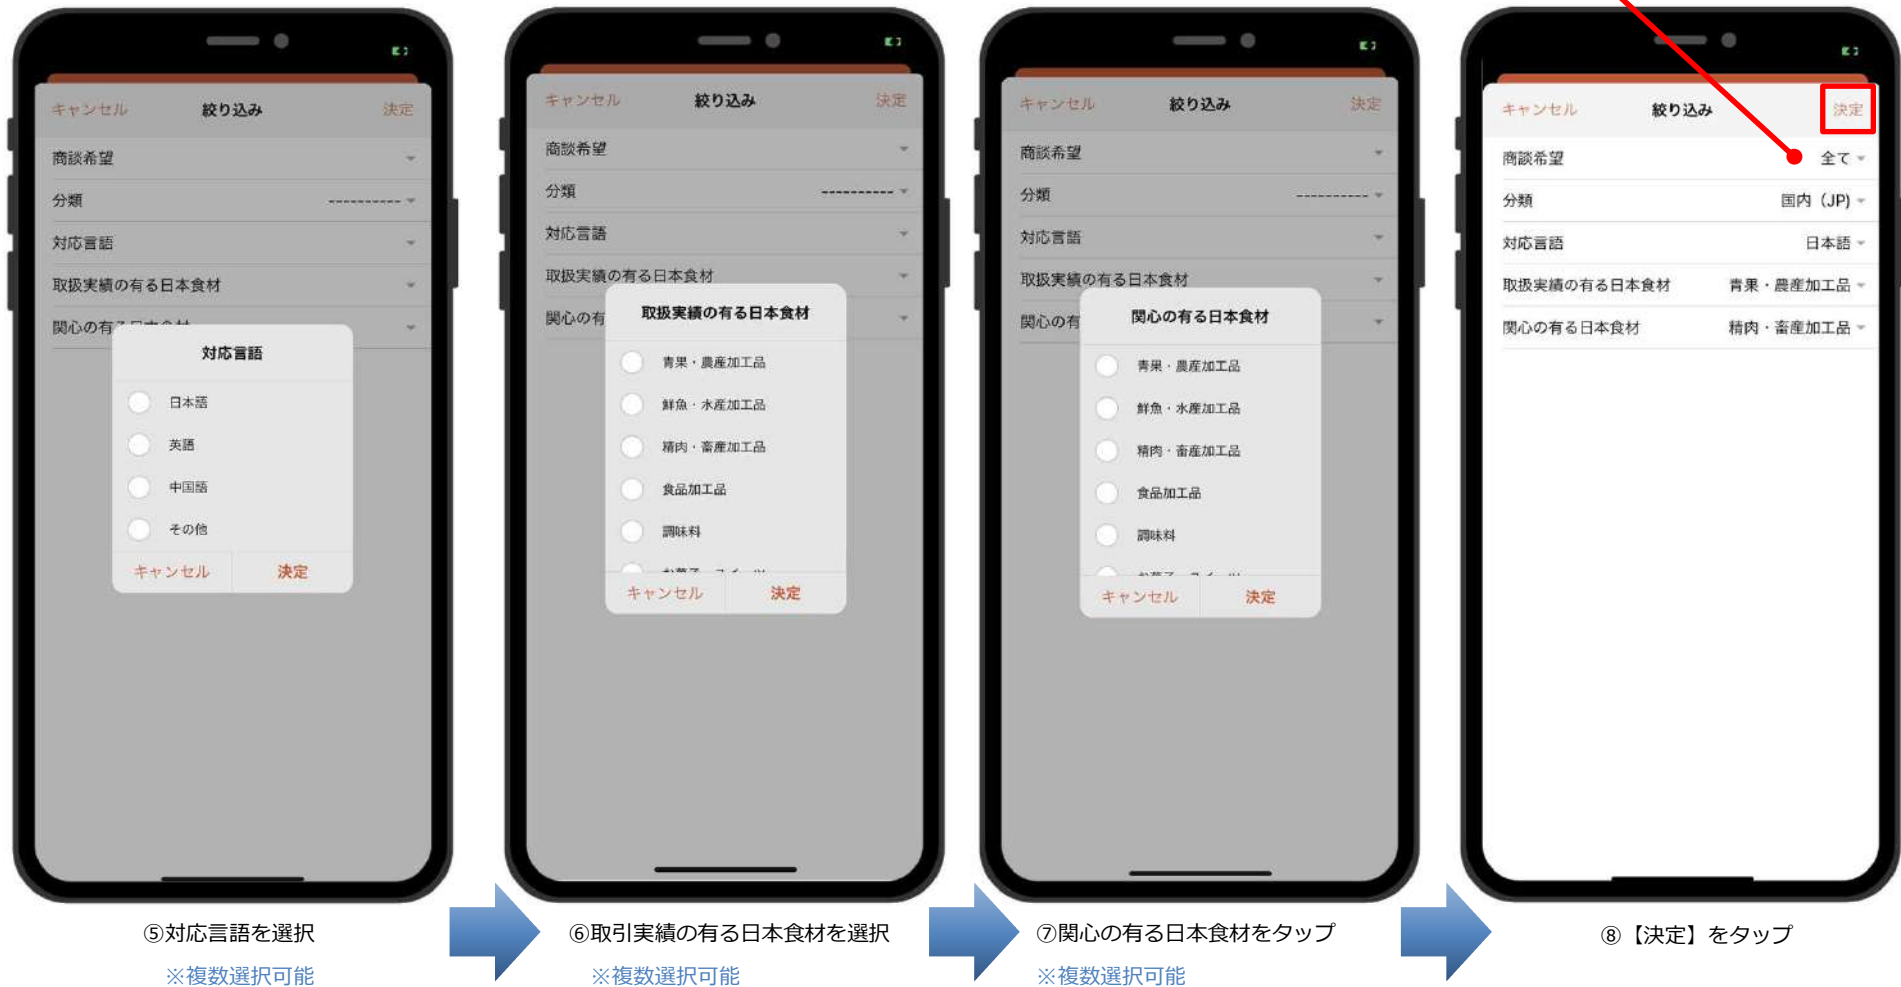 キャンセル 絞り込み 決定
商談希望
分類 ----------
対応言語
取扱実績の有る日本食材
対応言語
日本語
英語
中国語
その他
キャンセル 決定
⑤対応言語を選択
※複数選択可能
キャンセル 絞り込み 決定
商談希望
分類 ----------
対応言語
取扱実績の有る日本食材
関心の有
取扱実績の有る日本食材
青果・農産加工品
鮮魚・水産加工品
精肉・畜産加工品
食品加工品
調味料
キャンセル 決定
⑥取引実績の有る日本食材を選択
※複数選択可能
キャンセル 絞り込み 決定
商談希望
分類 ----------
対応言語
取扱実績の有る日本食材
関心の有
関心の有る日本食材
青果・農産加工品
鮮魚・水産加工品
精肉・畜産加工品
食品加工品
調味料
キャンセル 決定
⑦関心の有る日本食材をタップ
※複数選択可能
キャンセル 絞り込み 決定
商談希望 全て
分類 国内（JP）
対応言語 日本語
取扱実績の有る日本食材 青果・農産加工品
関心の有る日本食材 精肉・畜産加工品
⑧【決定】をタップ